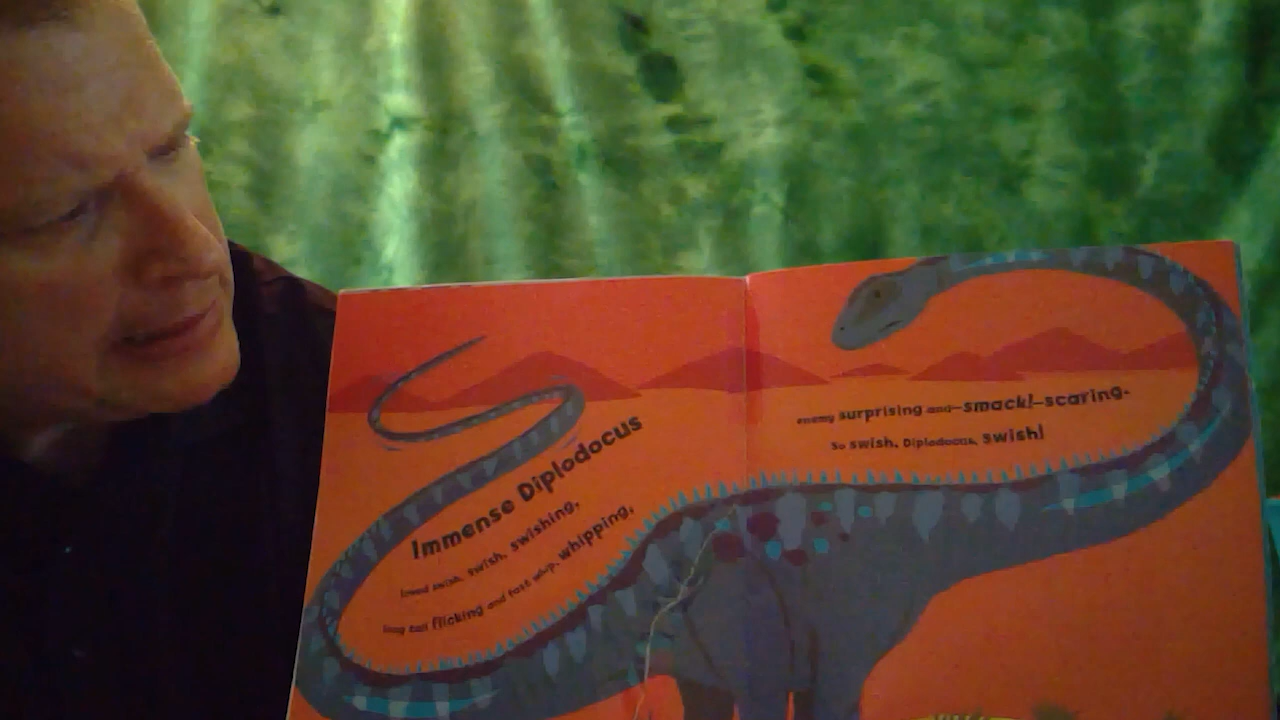 Immense Diplodocus
loved swish, swish, swishing,
long tail flicking and fast whip, whipping,
enemy surprising and—smack!—scaring.
So swish, Diplodocus, swish!